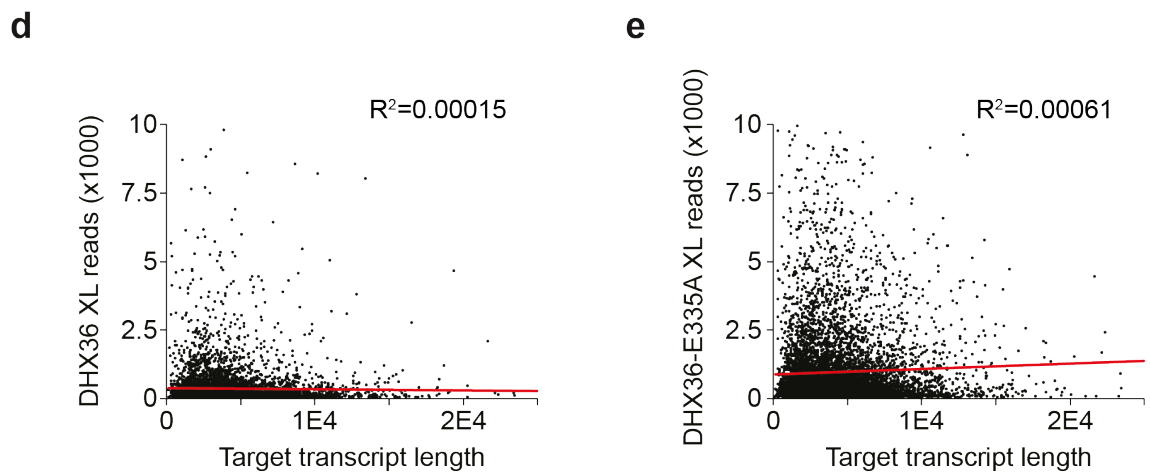 d
R²=0.00015
DHX36 XL reads (x1000)
10
7.5
5
2.5
0
0
1E4
2E4
Target transcript length
e
R²=0.00061
DHX36-E335A XL reads (x1000)
10
7.5
5
2.5
0
0
1E4
2E4
Target transcript length